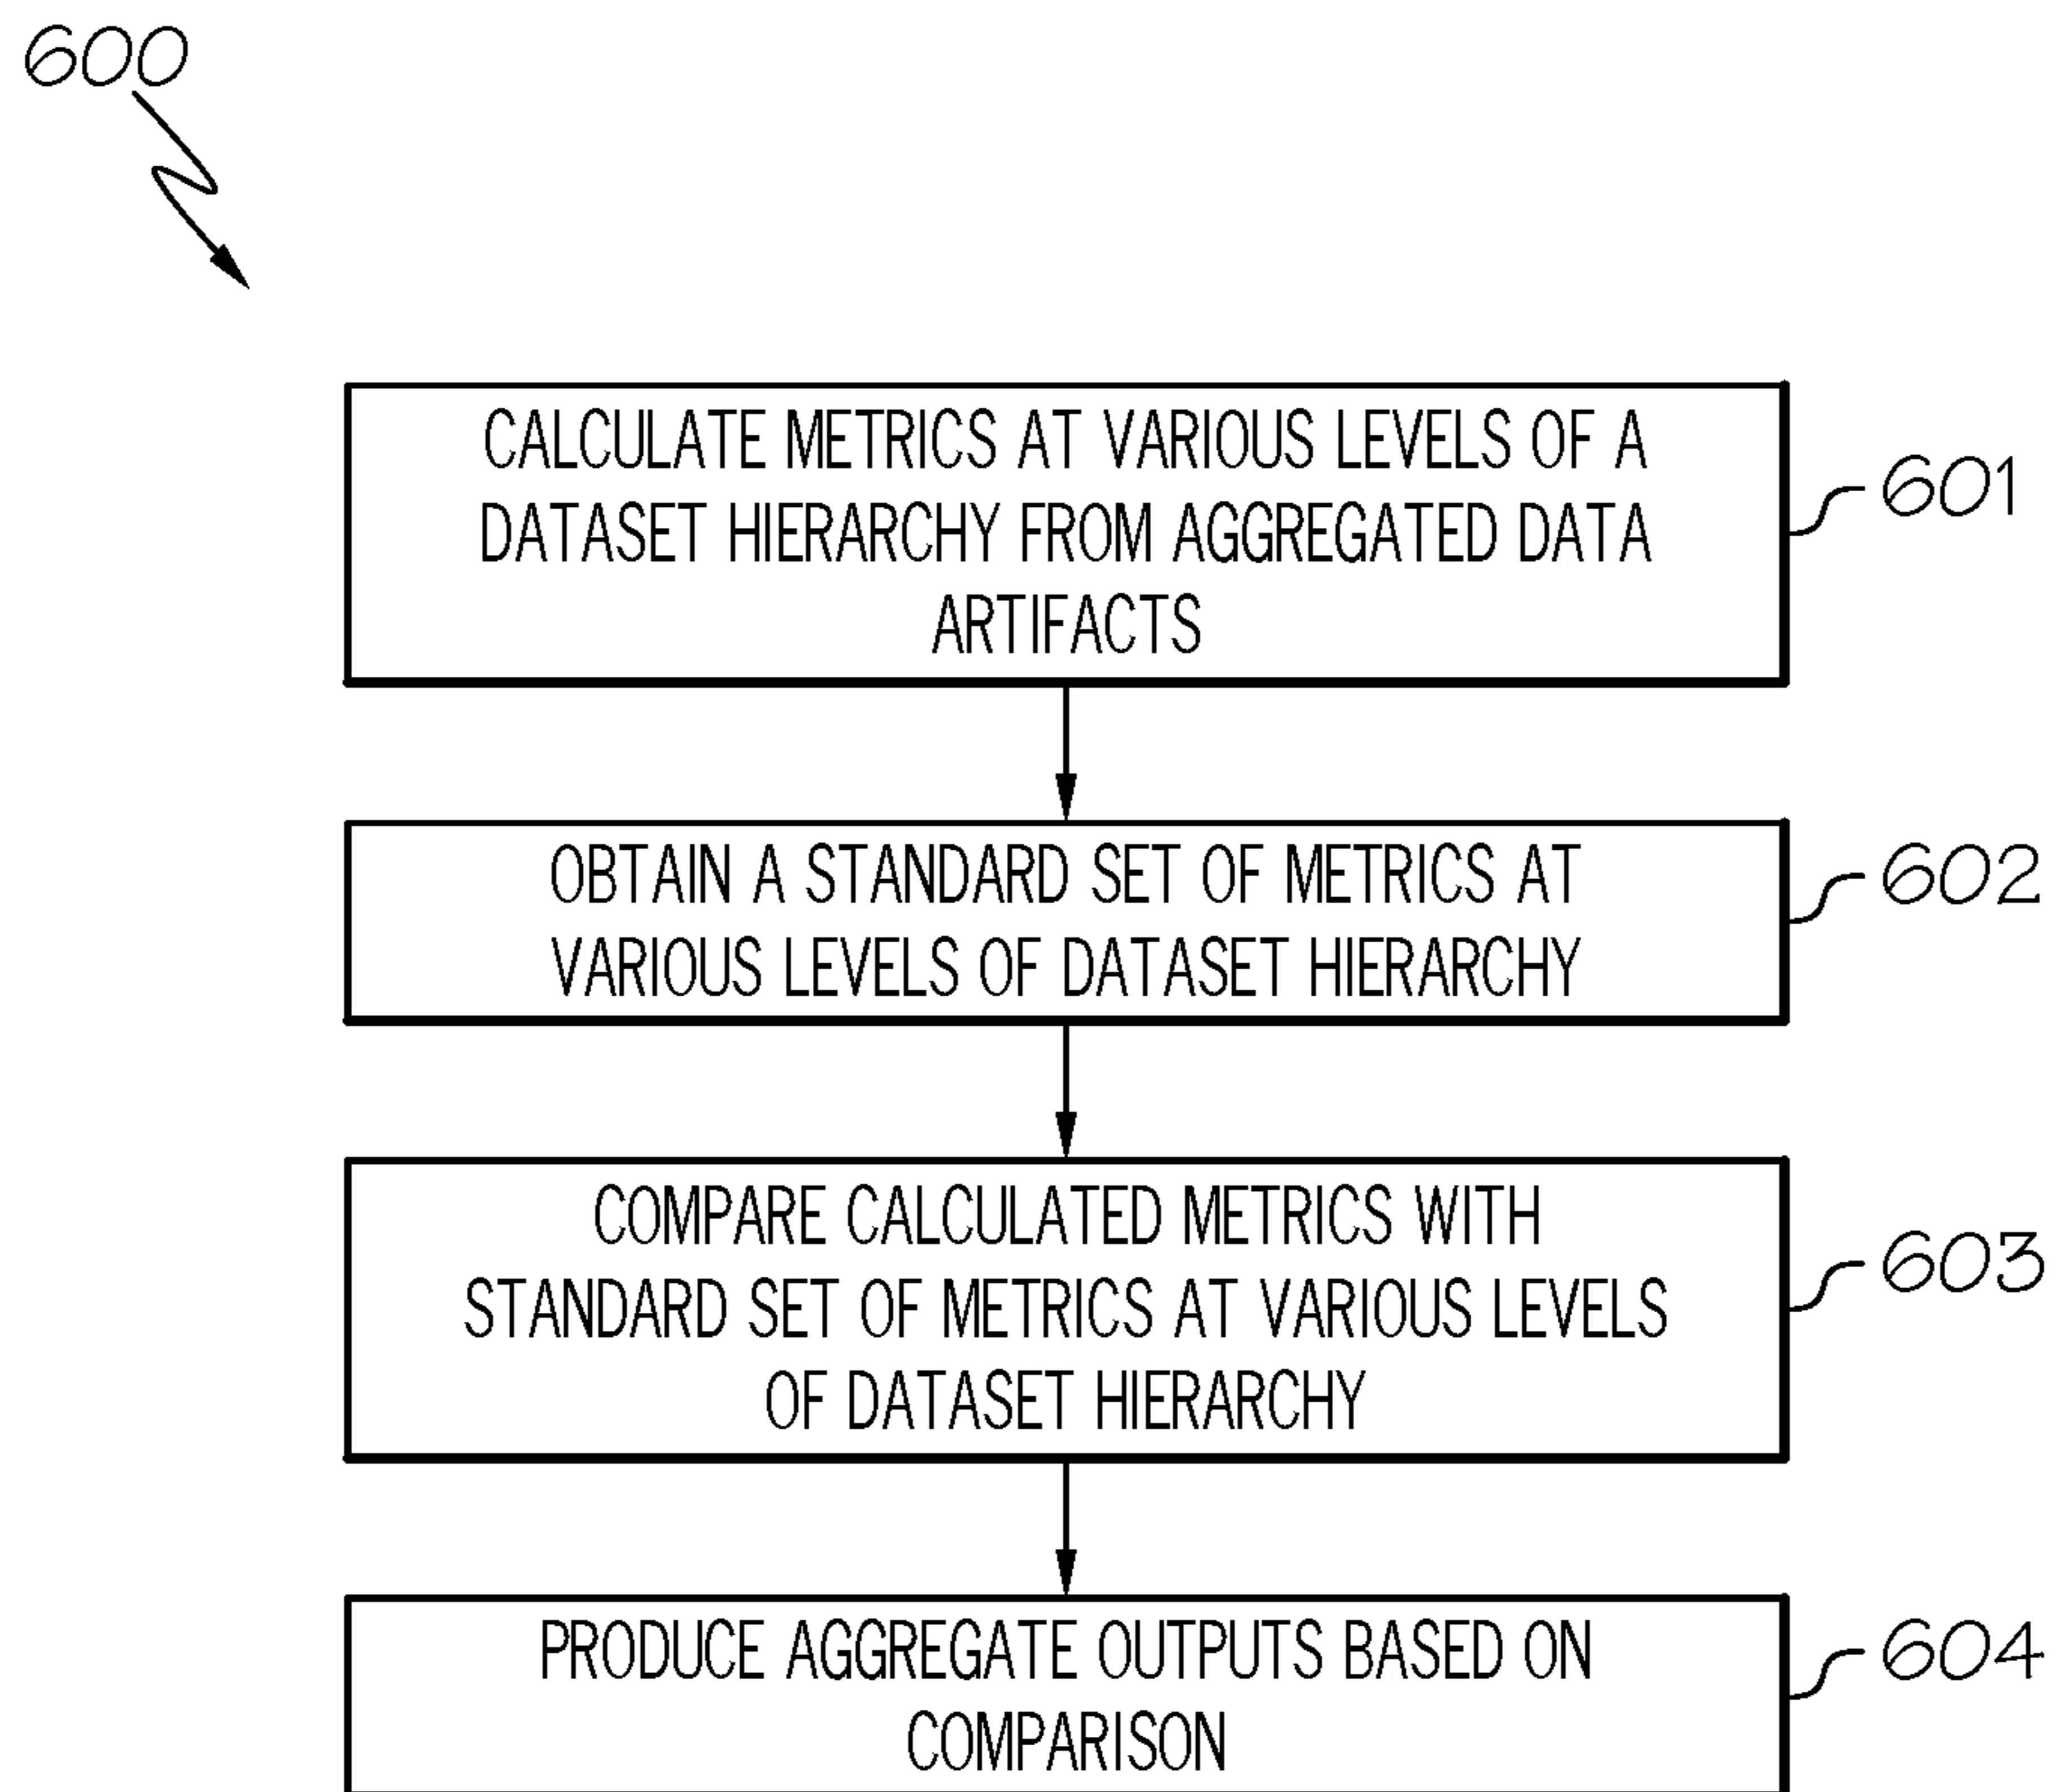 600
CALCULATE METRICS AT VARIOUS LEVELS OF A
DATASET HIERARCHY FROM AGGREGATED DATA
ARTIFACTS
601
OBTAIN A STANDARD SET OF METRICS AT
VARIOUS LEVELS OF DATASET HIERARCHY
602
COMPARE CALCULATED METRICS WITH
STANDARD SET OF METRICS AT VARIOUS LEVELS
OF DATASET HIERARCHY
603
PRODUCE AGGREGATE OUTPUTS BASED ON
COMPARISON
604